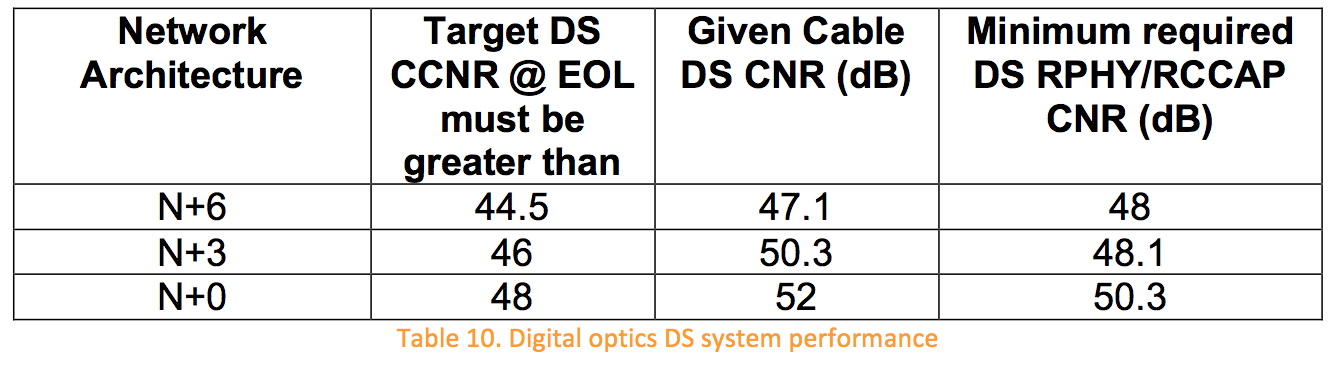 Network Architecture | Target DS CCNR @ EOL must be greater than | Given Cable DS CNR (dB) | Minimum required DS RPHY/RCCAP CNR (dB)
N+6 | 44.5 | 47.1 | 48
N+3 | 46 | 50.3 | 48.1
N+0 | 48 | 52 | 50.3
Table 10. Digital optics DS system performance